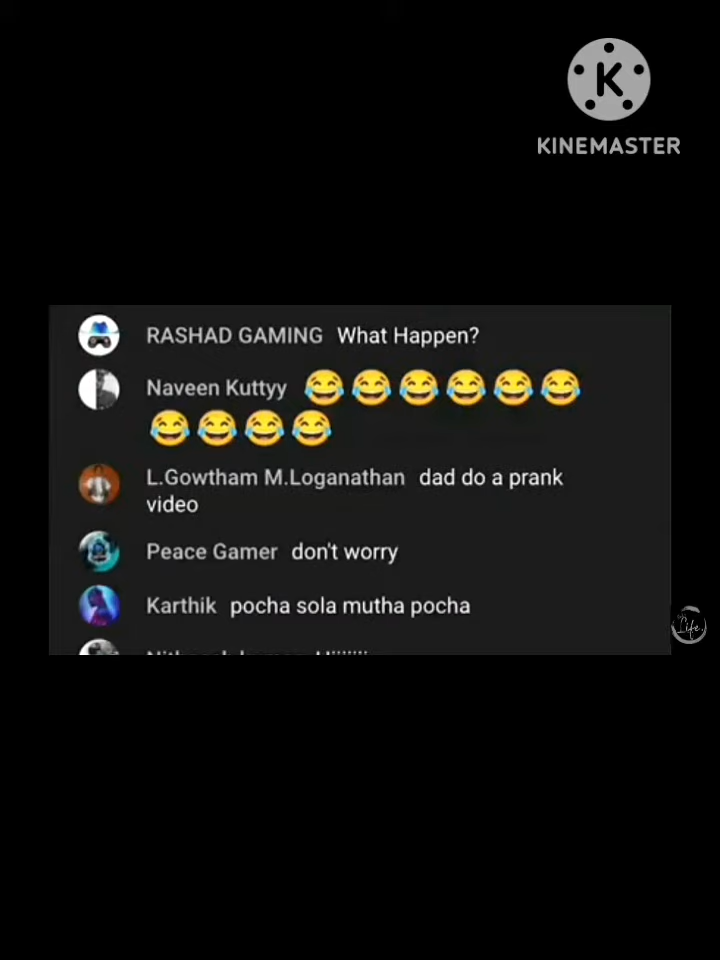 K
KINEMASTER
RASHAD GAMING What Happen?
Naveen Kuttyy 😂😂😂😂😂😂
😂😂😂😂
L.Gowtham M.Loganathan dad do a prank
video
Peace Gamer don't worry
Karthik pocha sola mutha pocha
Life.